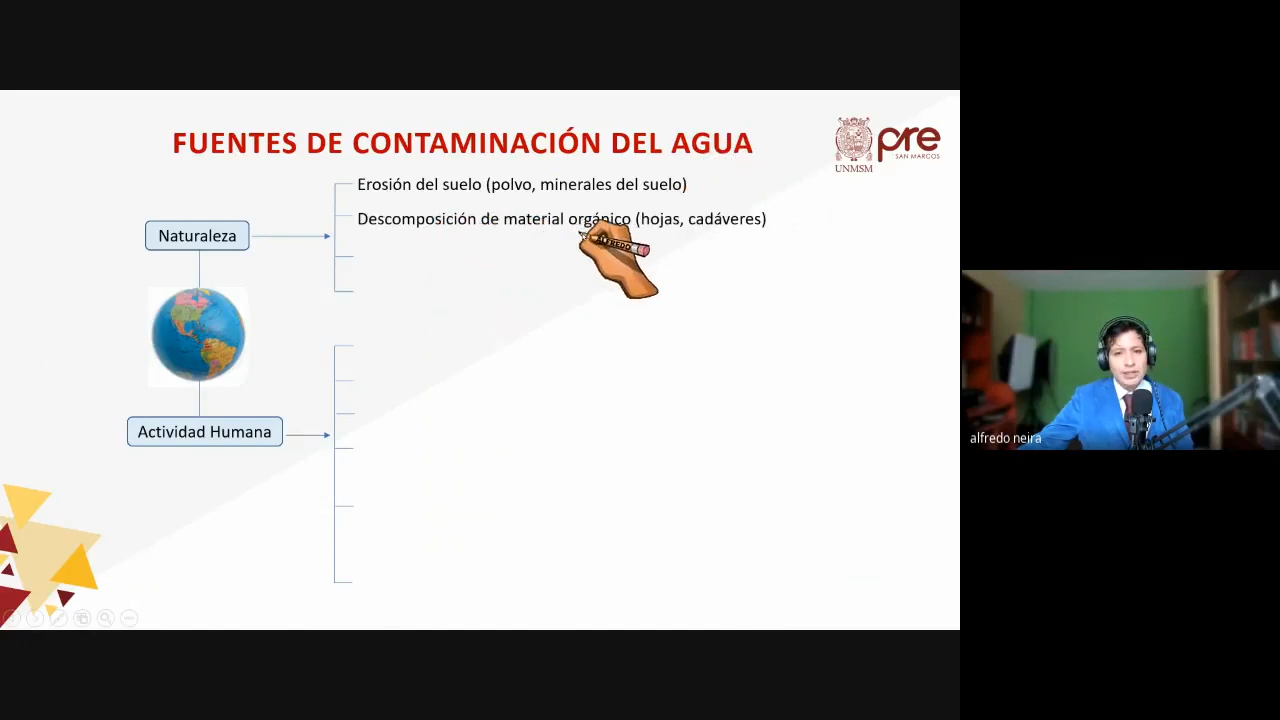 FUENTES DE CONTAMINACIÓN DEL AGUA
UNMSM
pre
SAN MARCOS
Erosión del suelo (polvo, minerales del suelo)
Descomposición de material orgánico (hojas, cadáveres)
ALFREDO
Naturaleza
Actividad Humana
alfredo neira